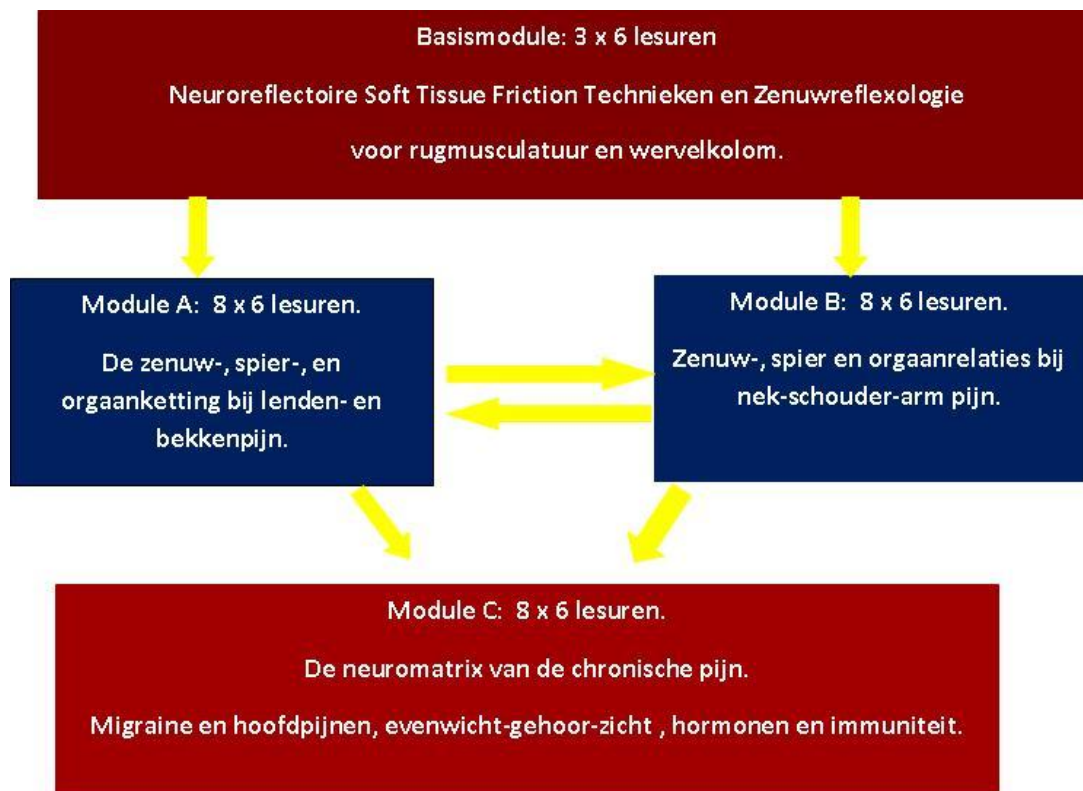 Basismodule: 3 x 6 lesuren
Neuroreflectoire Soft Tissue Friction Technieken en Zenuwreflexologie
voor rugmusculatuur en wervelkolom.
Module A:  8 x 6 lesuren.
De zenuw-, spier-, en
orgaanketting bij lenden- en
bekkenpijn.
Module B:  8 x 6 lesuren.
Zenuw-, spier en orgaanrelaties bij
nek-schouder-arm pijn.
Module C:  8 x 6 lesuren.
De neuromatrix van de chronische pijn.
Migraine en hoofdpijnen, evenwicht-gehoor-zicht , hormonen en immuniteit.